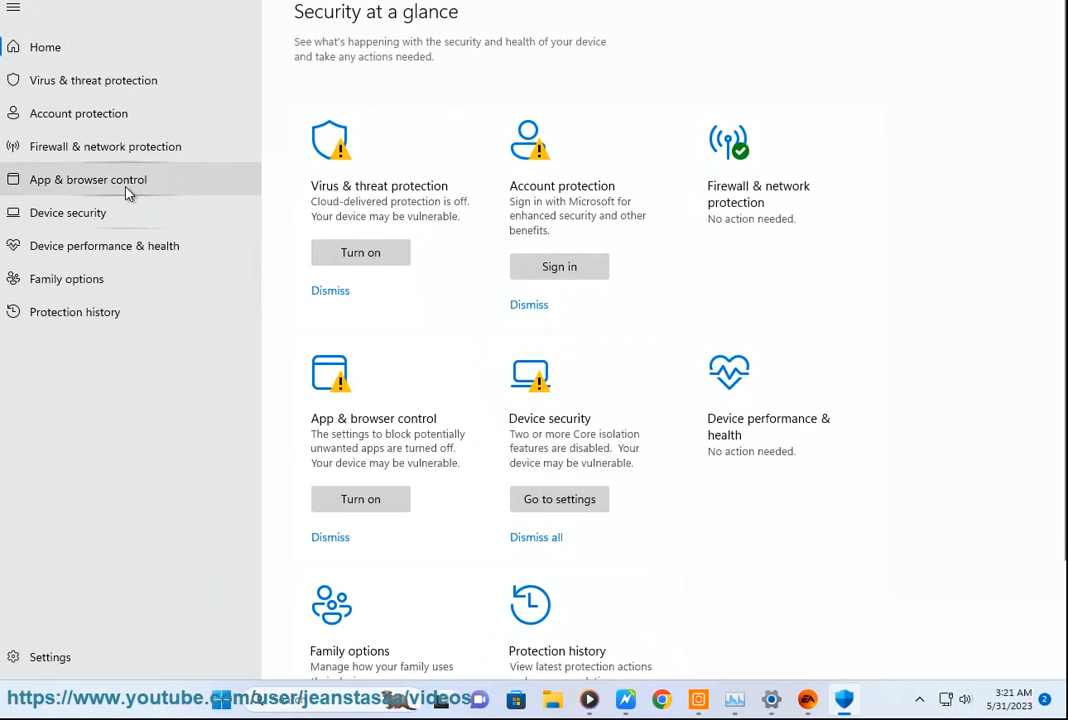 Security at a glance
See what's happening with the security and health of your device
and take any actions needed.
Home
Virus & threat protection
Account protection
Firewall & network protection
App & browser control
Device security
Device performance & health
Family options
Protection history
Settings
Virus & threat protection
Cloud-delivered protection is off.
Your device may be vulnerable.
Turn on
Dismiss
Account protection
Sign in with Microsoft for
enhanced security and other
benefits.
Sign in
Dismiss
Firewall & network
protection
No action needed.
App & browser control
The settings to block potentially
unwanted apps are turned off.
Your device may be vulnerable.
Turn on
Dismiss
Device security
Two or more Core isolation
features are disabled. Your
device may be vulnerable.
Go to settings
Dismiss all
Device performance &
health
No action needed.
Family options
Manage how your family uses
Protection history
View latest protection actions
https://www.youtube.com/user/jeanstasta/videos
3:21 AM
5/31/2023
2